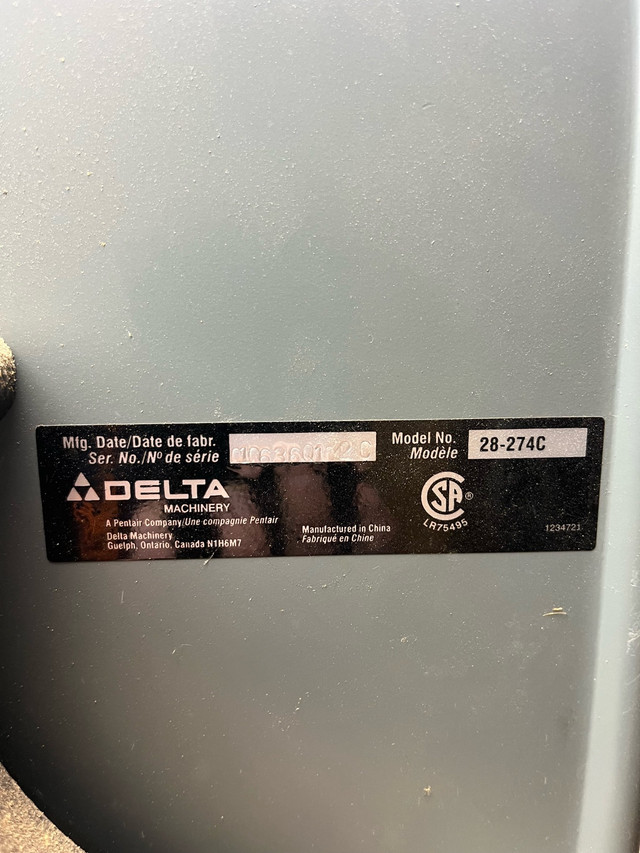 Mfg. Date/Date de fabr.
Ser. No./Nº de série
Model No. 28-274C
Modèle
DELTA
MACHINERY
A Pentair Company/Une compagnie Pentair
Delta Machinery
Guelph, Ontario, Canada N1H6M7
Manufactured in China
Fabriqué en Chine
SA ®
LR75495
1234721